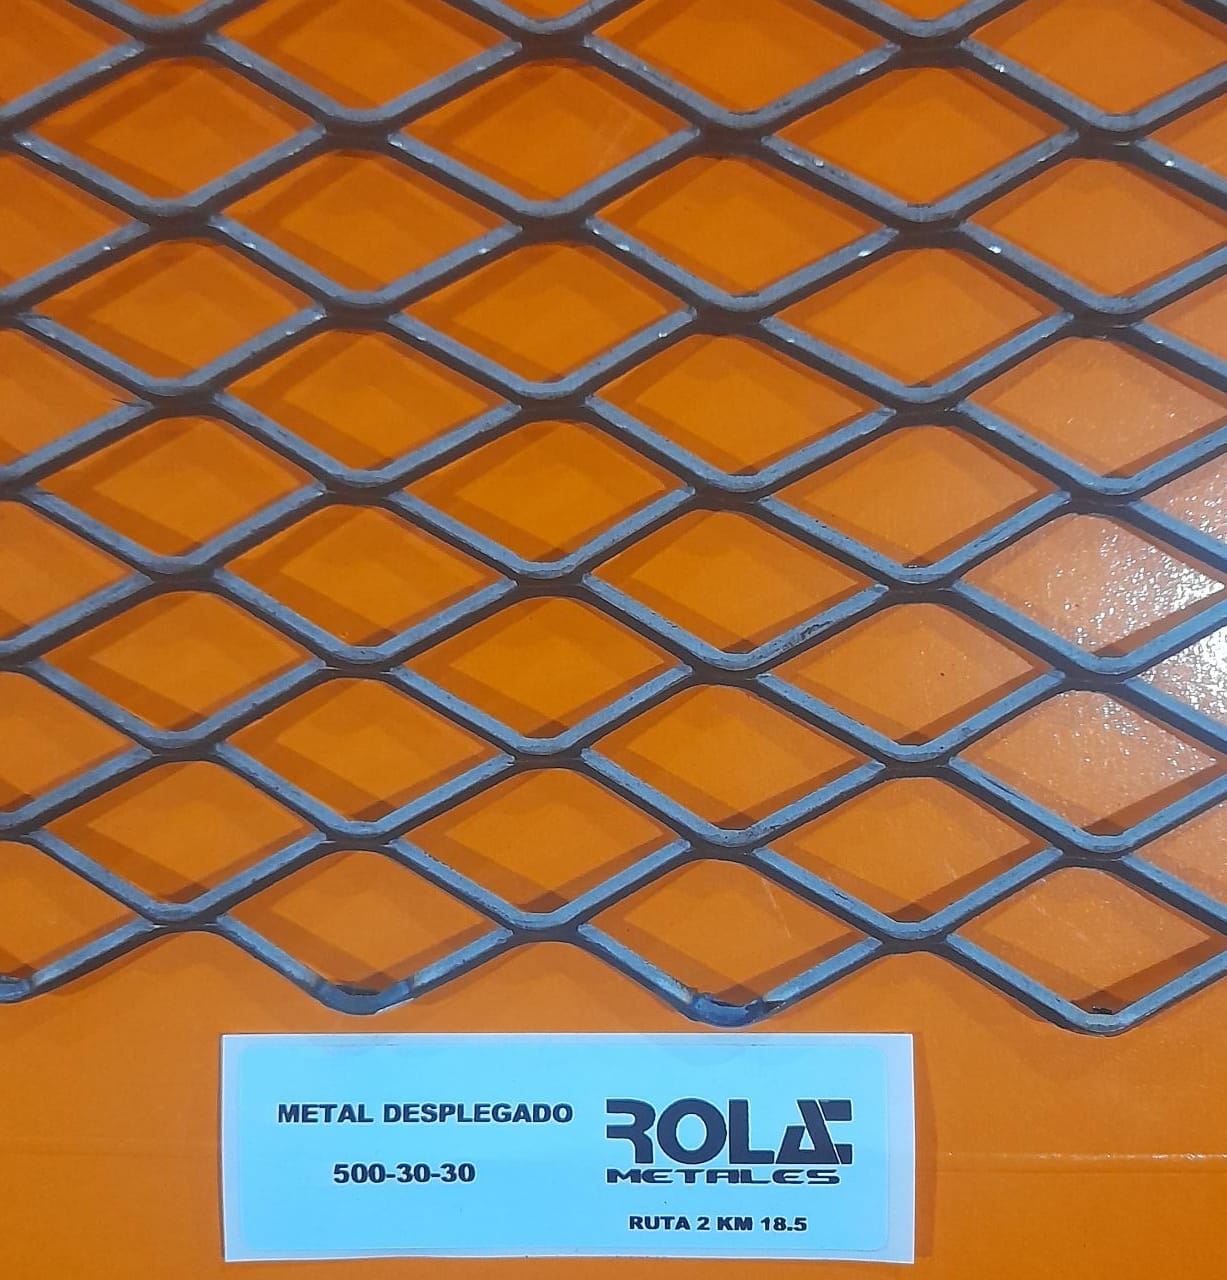 METAL DESPLEGADO
500-30-30
ROLA
METALES
RUTA 2 KM 18.5